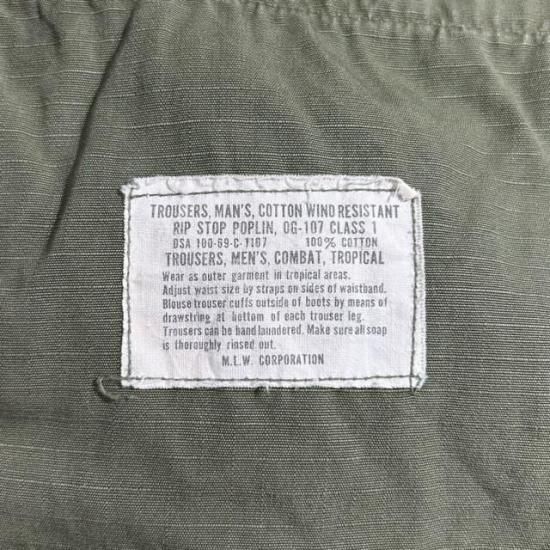 TROUSERS, MAN'S, COTTON WIND RESISTANT
RIP STOP POPLIN, OG-107 CLASS 1
DSA 100-69-C-1167 100% COTTON
TROUSERS, MEN'S, COMBAT, TROPICAL
Wear as outer garment in tropical areas.
Adjust waist size by straps on sides of waistband.
Blouse trouser cuffs outside of boots by means of
drawstring at bottom of each trouser leg.
Trousers can be hand laundered. Make sure all soap
is thoroughly rinsed out.
M.L.W. CORPORATION